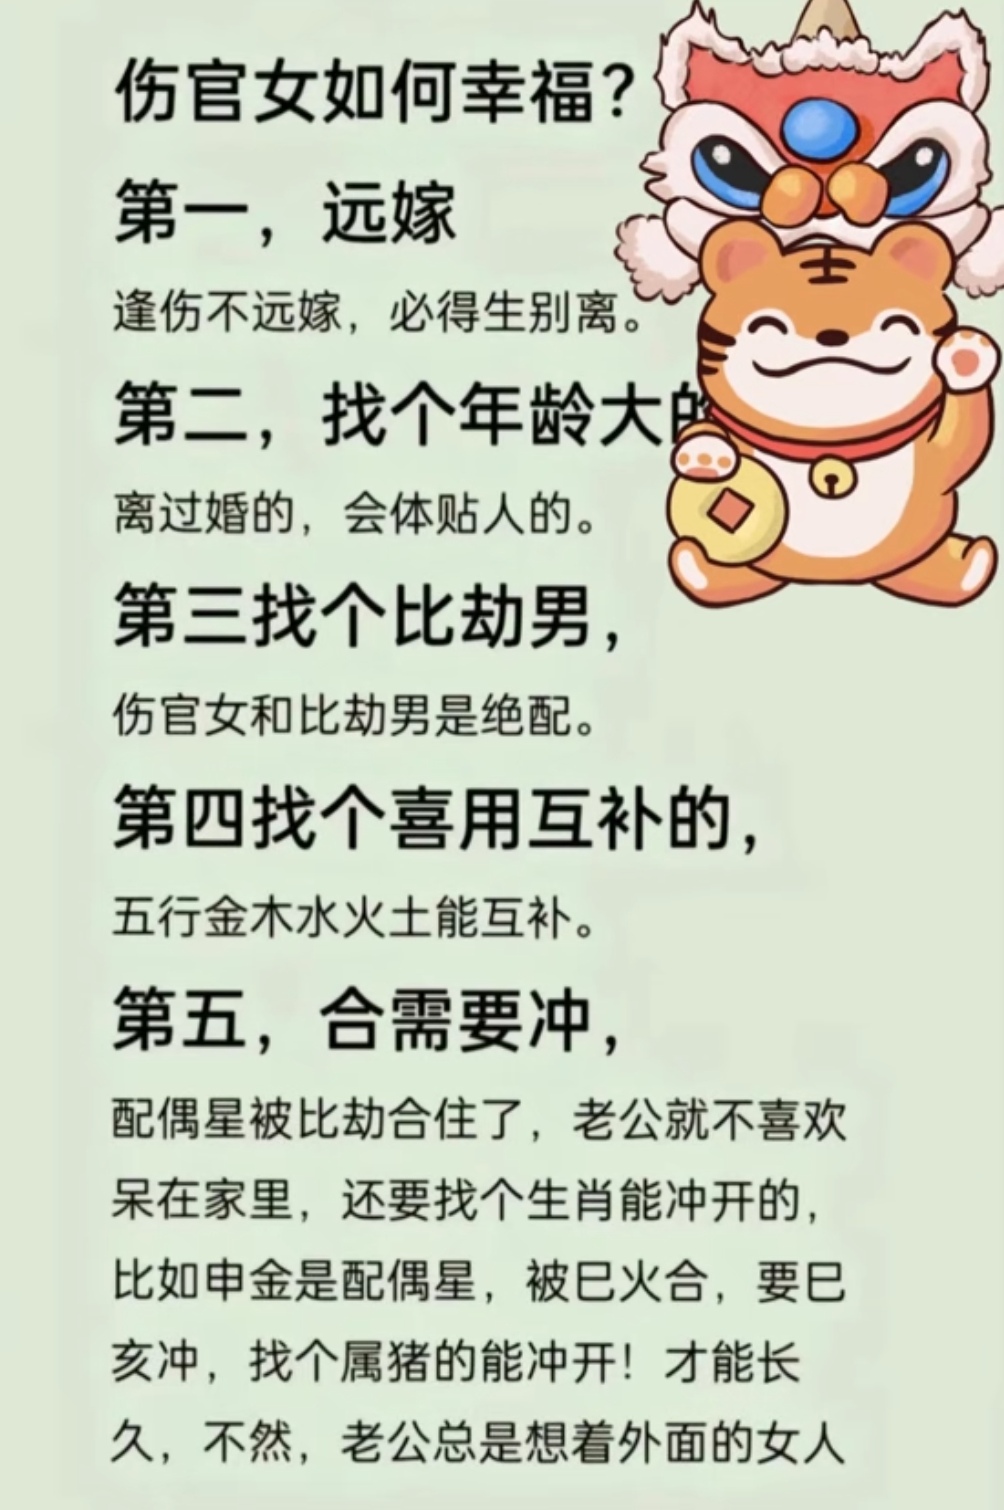 伤官女如何幸福？
第一，远嫁
逢伤不远嫁，必得生别离。
第二，找个年龄大的
离过婚的，会体贴人的。
第三找个比劫男，
伤官女和比劫男是绝配。
第四找个喜用互补的，
五行金木水火土能互补。
第五，合需要冲，
配偶星被比劫合住了，老公就不喜欢
呆在家里，还要找个生肖能冲开的，
比如申金是配偶星，被巳火合，要巳
亥冲，找个属猪的能冲开！才能长
久，不然，老公总是想着外面的女人